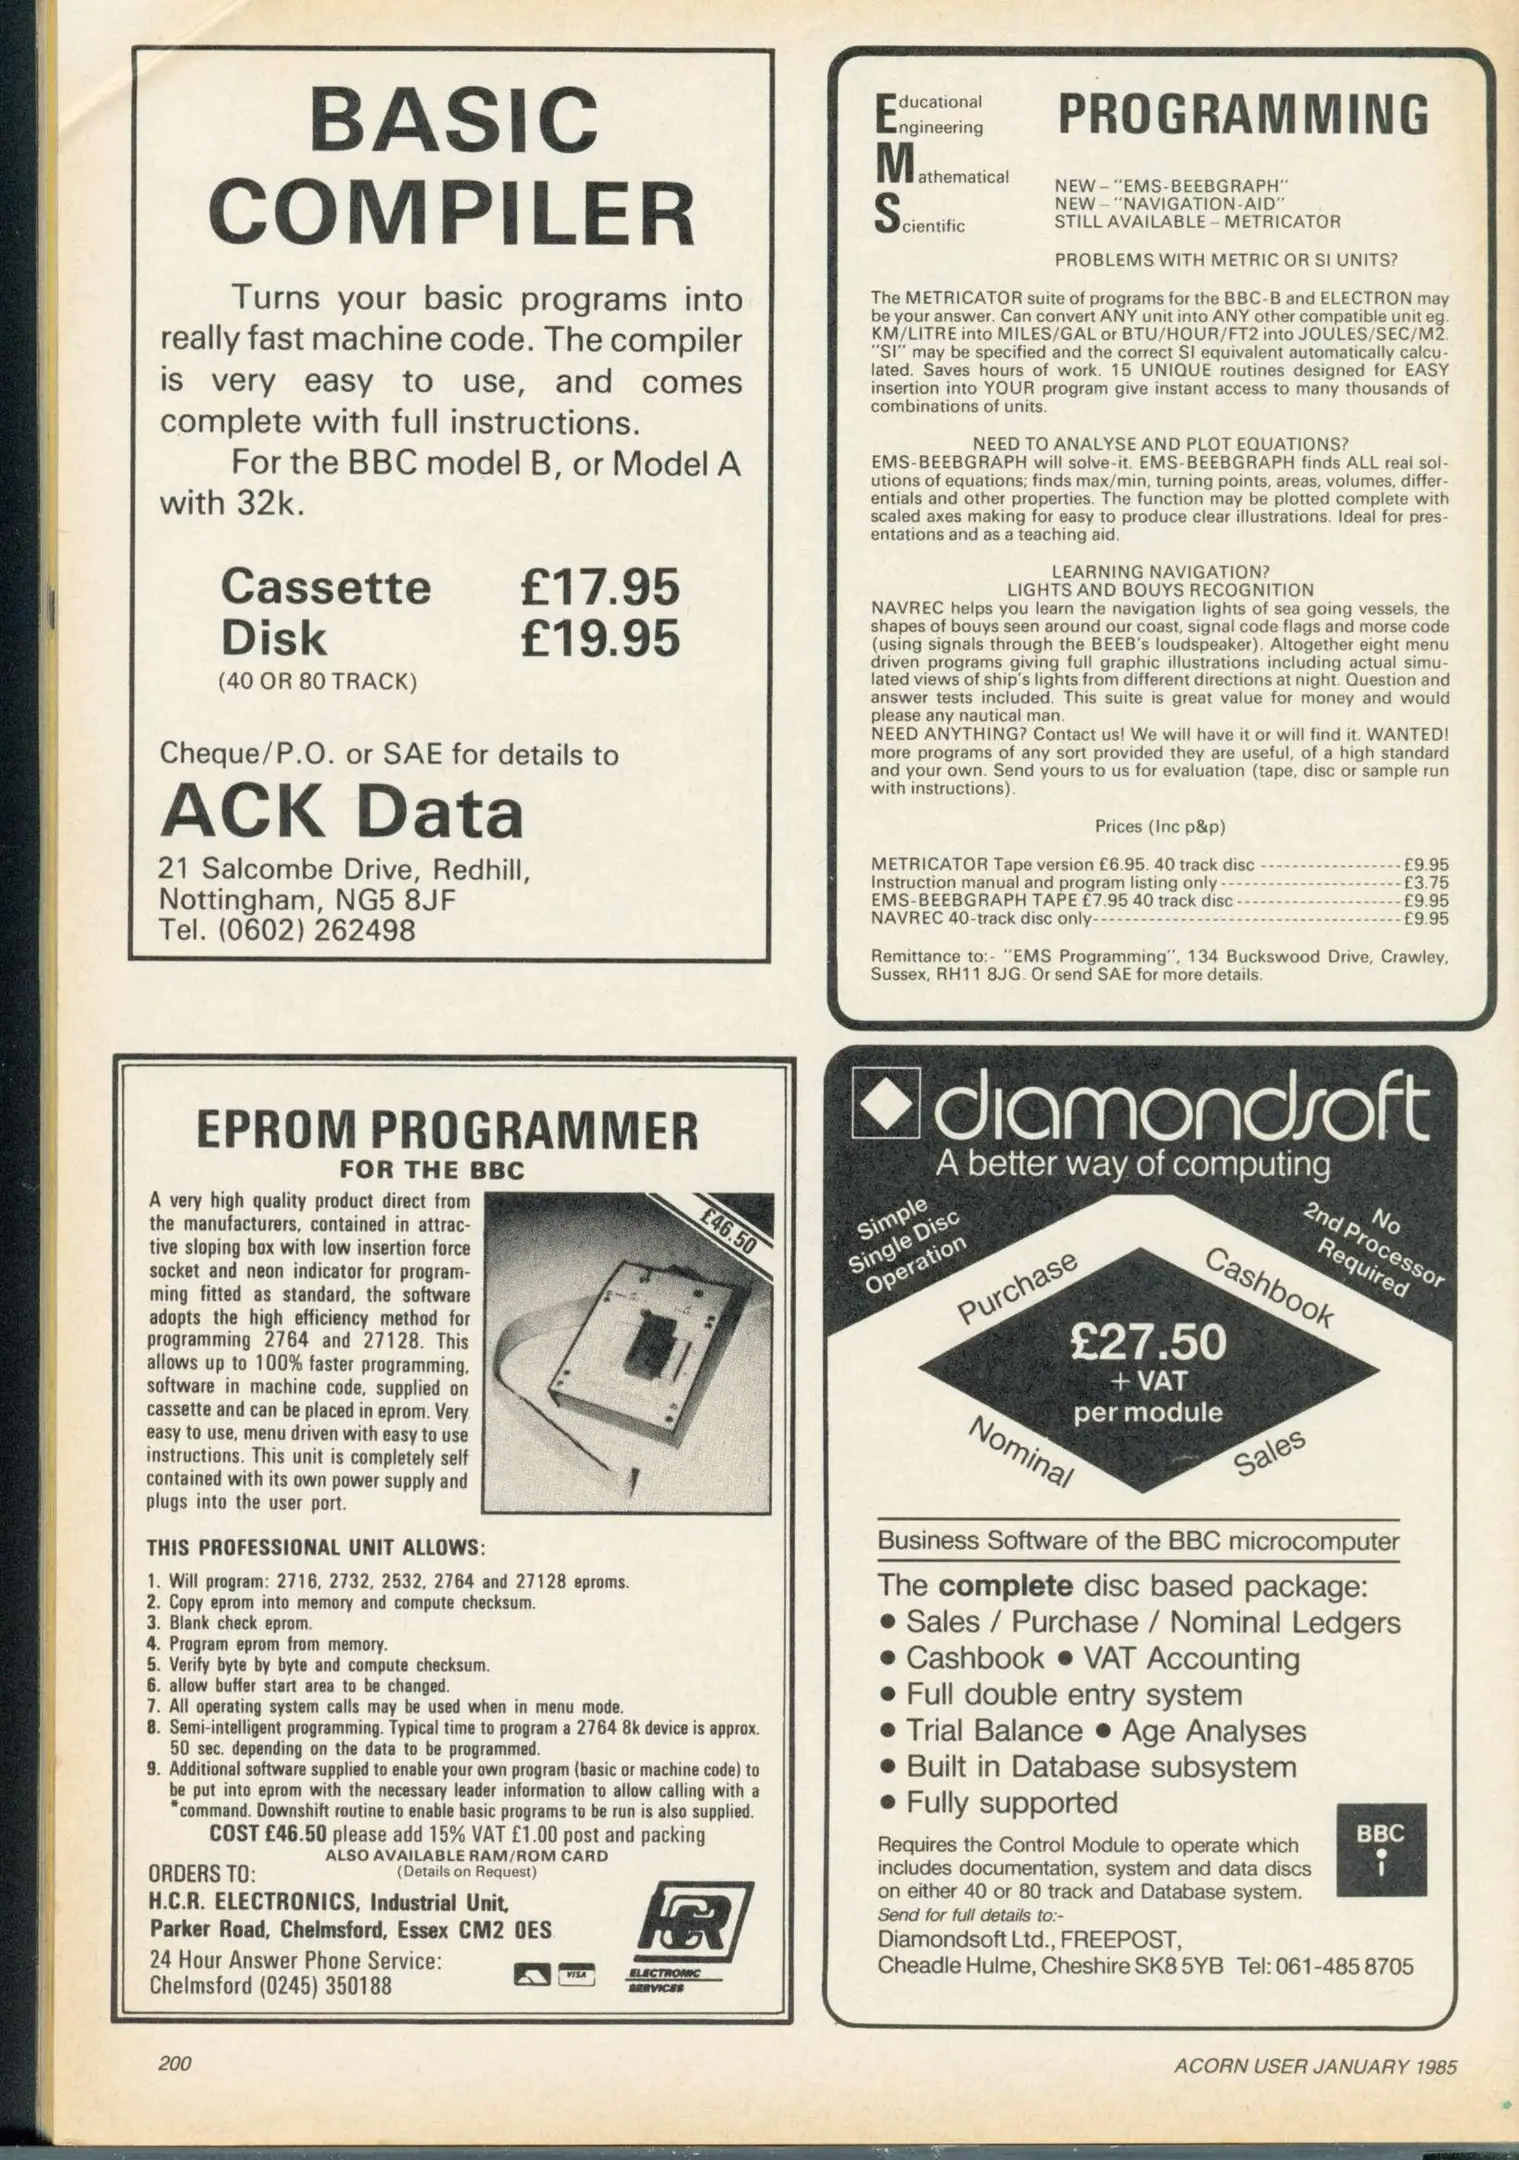 BASIC
COMPILER
Turns your basic programs into
really fast machine code. The compiler
is very easy to use, and comes
complete with full instructions.
For the BBC model B, or Model A
with 32k.
Cassette £17.95
Disk £19.95
(40 OR 80 TRACK)
Cheque/P.O. or SAE for details to
ACK Data
21 Salcombe Drive, Redhill,
Nottingham, NG5 8JF
Tel. (0602) 262498
Educational
Engineering
Mathematical
Scientific
PROGRAMMING
NEW – "EMS-BEEBGRAPH"
NEW – "NAVIGATION-AID"
STILL AVAILABLE – METRICATOR
PROBLEMS WITH METRIC OR SI UNITS?
The METRICATOR suite of programs for the BBC-B and ELECTRON may
be your answer. Can convert ANY unit into ANY other compatible unit eg.
KM/LITRE into MILES/GAL or BTU/HOUR/FT2 into JOULES/SEC/M2.
"SI" may be specified and the correct SI equivalent automatically calcu-
lated. Saves hours of work. 15 UNIQUE routines designed for EASY
insertion into YOUR program give instant access to many thousands of
combinations of units.
NEED TO ANALYSE AND PLOT EQUATIONS?
EMS-BEEBGRAPH will solve-it. EMS-BEEBGRAPH finds ALL real sol-
utions of equations; finds max/min, turning points, areas, volumes, differ-
entials and other properties. The function may be plotted complete with
scaled axes making for easy to produce clear illustrations. Ideal for pres-
entations and as a teaching aid.
LEARNING NAVIGATION?
LIGHTS AND BOUYS RECOGNITION
NAVREC helps you learn the navigation lights of sea going vessels, the
shapes of bouys seen around our coast, signal code flags and morse code
(using signals through the BEEB's loudspeaker). Altogether eight menu
driven programs giving full graphic illustrations including actual simu-
lated views of ship's lights from different directions at night. Question and
answer tests included. This suite is great value for money and would
please any nautical man.
NEED ANYTHING? Contact us! We will have it or will find it. WANTED!
more programs of any sort provided they are useful, of a high standard
and your own. Send yours to us for evaluation (tape, disc or sample run
with instructions).
Prices (Inc p&p)
METRICATOR Tape version £6.95. 40 track disc ------------------ £9.95
Instruction manual and program listing only ----------------------- £3.75
EMS-BEEBGRAPH TAPE £7.95 40 track disc --------------------- £9.95
NAVREC 40-track disc only --------------------------------------- £9.95
Remittance to:- "EMS Programming", 134 Buckswood Drive, Crawley,
Sussex, RH11 8JG. Or send SAE for more details.
EPROM PROGRAMMER
FOR THE BBC
A very high quality product direct from
the manufacturers, contained in attrac-
tive sloping box with low insertion force
socket and neon indicator for program-
ming fitted as standard, the software
adopts the high efficiency method for
programming 2764 and 27128. This
allows up to 100% faster programming,
software in machine code, supplied on
cassette and can be placed in eprom. Very
easy to use, menu driven with easy to use
instructions. This unit is completely self
contained with its own power supply and
plugs into the user port.
£46.50
THIS PROFESSIONAL UNIT ALLOWS:
1. Will program: 2716, 2732, 2532, 2764 and 27128 eproms.
2. Copy eprom into memory and compute checksum.
3. Blank check eprom.
4. Program eprom from memory.
5. Verify byte by byte and compute checksum.
6. allow buffer start area to be changed.
7. All operating system calls may be used when in menu mode.
8. Semi-intelligent programming. Typical time to program a 2764 8k device is approx.
50 sec. depending on the data to be programmed.
9. Additional software supplied to enable your own program (basic or machine code) to
be put into eprom with the necessary leader information to allow calling with a
*command. Downshift routine to enable basic programs to be run is also supplied.
COST £46.50 please add 15% VAT £1.00 post and packing
ALSO AVAILABLE RAM/ROM CARD
(Details on Request)
ORDERS TO:
H.C.R. ELECTRONICS, Industrial Unit,
Parker Road, Chelmsford, Essex CM2 0ES
24 Hour Answer Phone Service:
Chelmsford (0245) 350188
VISA
HCR
ELECTRONIC
SERVICES
diamondsoft
A better way of computing
Simple
Single Disc
Operation
No
2nd Processor
Required
Purchase
Cashbook
£27.50
+ VAT
per module
Nominal
Sales
Business Software of the BBC microcomputer
The complete disc based package:
● Sales / Purchase / Nominal Ledgers
● Cashbook ● VAT Accounting
● Full double entry system
● Trial Balance ● Age Analyses
● Built in Database subsystem
● Fully supported
Requires the Control Module to operate which
includes documentation, system and data discs
on either 40 or 80 track and Database system.
BBC
i
Send for full details to:-
Diamondsoft Ltd., FREEPOST,
Cheadle Hulme, Cheshire SK8 5YB Tel: 061-485 8705
200
ACORN USER JANUARY 1985